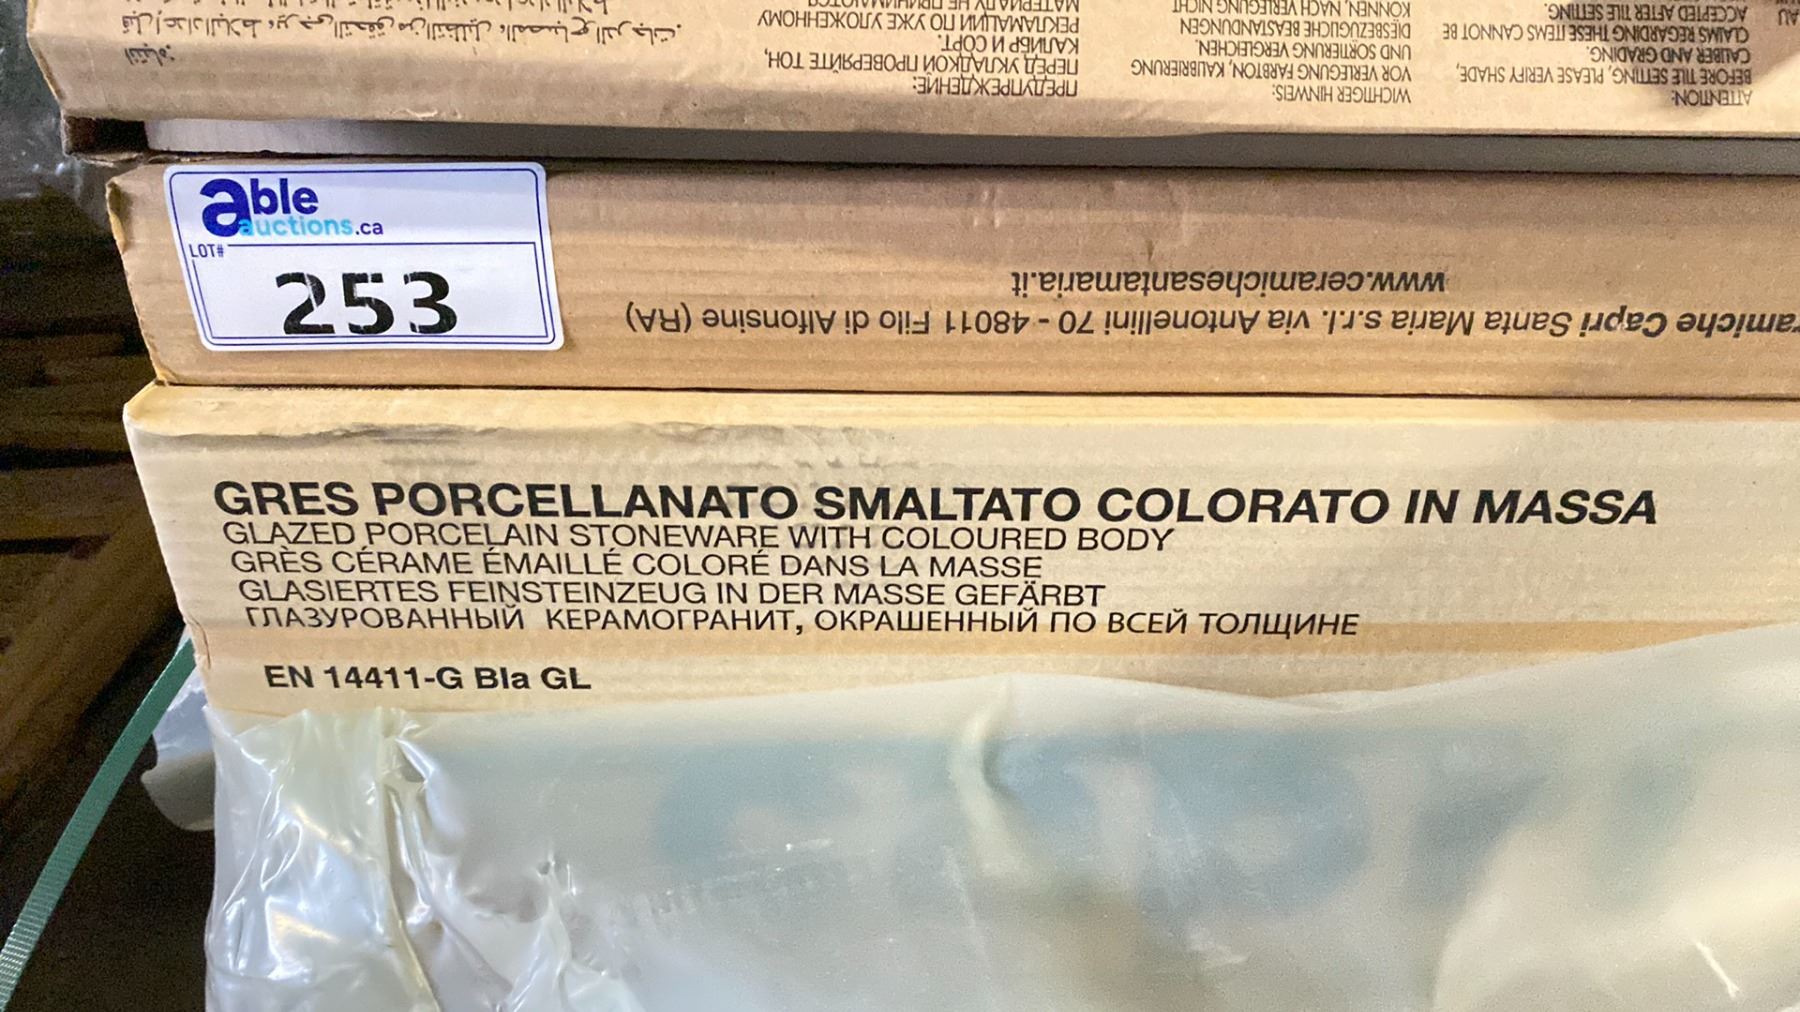 ATTENTION:
BEFORE TILE SETTING, PLEASE VERIFY SHADE,
CALIBER AND GRADING.
CLAIMS REGARDING THESE ITEMS CANNOT BE
ACCEPTED AFTER TILE SETTING.
WICHTIGER HINWEIS:
VOR VERLEGUNG FARBTON, KALIBRIERUNG
UND SORTIERUNG VERGLEICHEN.
DIESBEZÜGLICHE BEASTANDUNGEN
KÖNNEN, NACH VERLEGUNG NICHT
ПРЕДУПРЕЖДЕНИЕ:
ПЕРЕД УКЛАДКОЙ ПРОВЕРЯЙТЕ ТОН,
КАЛИБР И СОРТ.
РЕКЛАМАЦИИ ПО УЖЕ УЛОЖЕННОМУ
МАТЕРИАЛУ НЕ ПРИНИМАЮТСЯ
able
auctions.ca
LOT#
253
Capri Santa Maria s.r.l. via Antonellini 70 - 48011 Filo di Alfonsine (RA)
www.ceramichesantamaria.it
GRES PORCELLANATO SMALTATO COLORATO IN MASSA
GLAZED PORCELAIN STONEWARE WITH COLOURED BODY
GRÈS CÉRAME ÉMAILLÉ COLORÉ DANS LA MASSE
GLASIERTES FEINSTEINZEUG IN DER MASSE GEFÄRBT
ГЛАЗУРОВАННЫЙ КЕРАМОГРАНИТ, ОКРАШЕННЫЙ ПО ВСЕЙ ТОЛЩИНЕ
EN 14411-G BIa GL